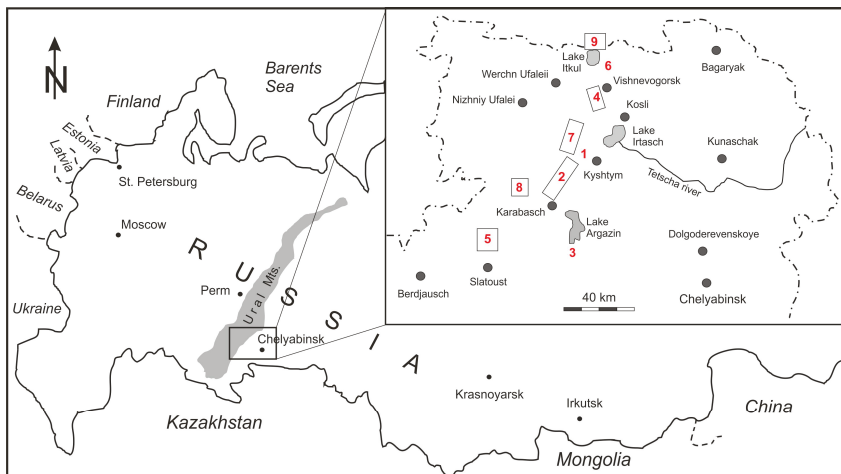 N
Finland
Barents
Sea
Estonia
Latvia
Belarus
Ukraine
St. Petersburg
Moscow
Perm
Ural Mts.
RUSSIA
Chelyabinsk
Kazakhstan
Krasnoyarsk
Irkutsk
Mongolia
China
9
Lake
Itkul
6
Bagaryak
Werchn Ufaleii
Vishnevogorsk
4
Nizhniy Ufalei
Kosli
7
Lake
Irtasch
1
Kunaschak
Kyshtym
2
Tetscha river
8
Karabasch
Lake
Argazin
5
3
Dolgoderevenskoye
Slatoust
Berdjausch
Chelyabinsk
40 km